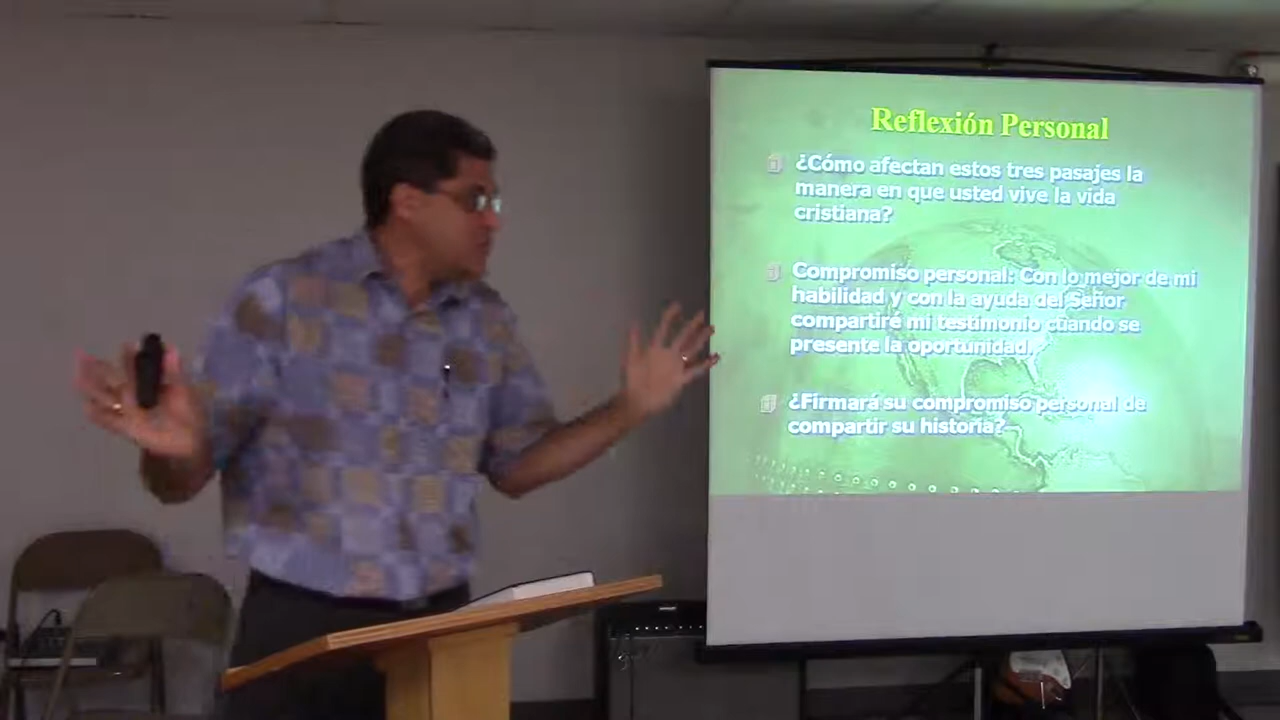 Reflexión Personal
¿Cómo afectan estos tres pasajes la
manera en que usted vive la vida
cristiana?
Compromiso personal: Con lo mejor de mi
habilidad y con la ayuda del Señor
compartiré mi testimonio cuando se
presente la oportunidad.
¿Firmará su compromiso personal de
compartir su historia?